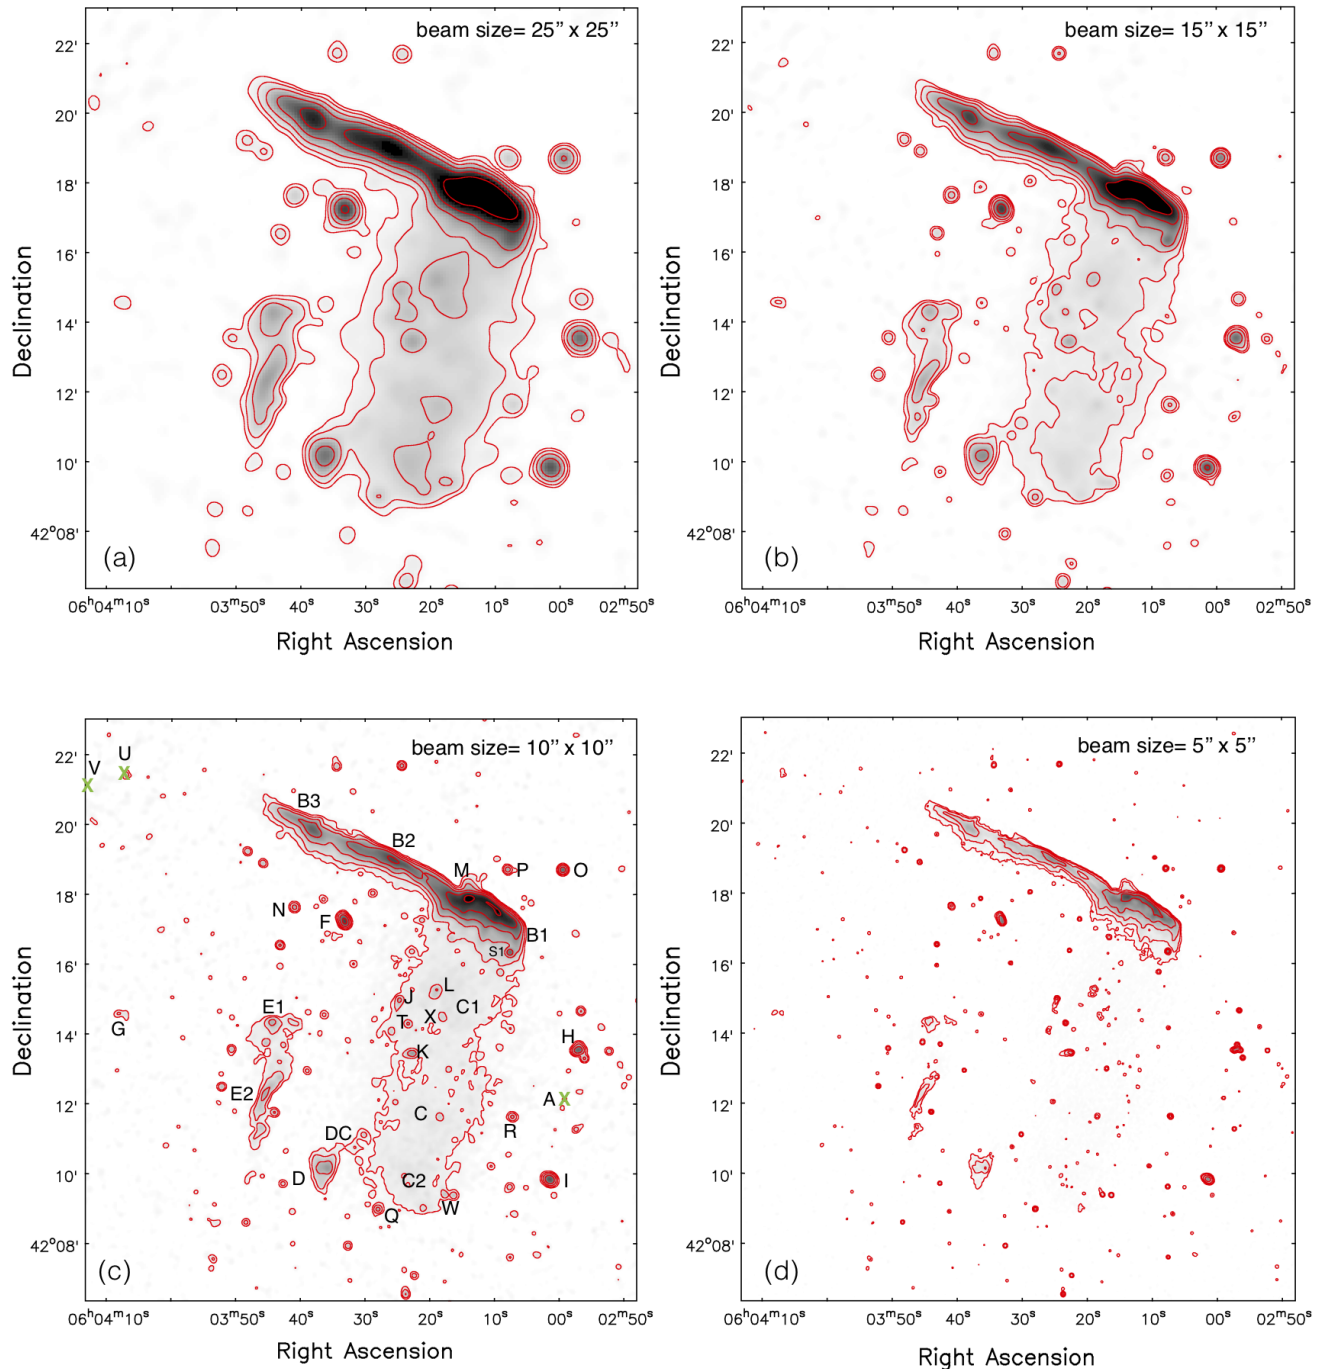 beam size= 25" x 25"
22'
20'
18'
16'
14'
12'
10'
42°08'
Declination
(a)
06ʰ04ᵐ10ˢ 03ᵐ50ˢ 40ˢ 30ˢ 20ˢ 10ˢ 00ˢ 02ᵐ50ˢ
Right Ascension
beam size= 15" x 15"
22'
20'
18'
16'
14'
12'
10'
42°08'
Declination
(b)
06ʰ04ᵐ10ˢ 03ᵐ50ˢ 40ˢ 30ˢ 20ˢ 10ˢ 00ˢ 02ᵐ50ˢ
Right Ascension
beam size= 10" x 10"
22'
20'
18'
16'
14'
12'
10'
42°08'
Declination
V
U
B3
B2
M
P
O
N
F
B1
S1
L
J
C1
E1
T
X
G
K
H
E2
C
A
DC
R
D
C2
I
Q
W
(c)
06ʰ04ᵐ10ˢ 03ᵐ50ˢ 40ˢ 30ˢ 20ˢ 10ˢ 00ˢ 02ᵐ50ˢ
Right Ascension
beam size= 5" x 5"
22'
20'
18'
16'
14'
12'
10'
42°08'
Declination
(d)
06ʰ04ᵐ10ˢ 03ᵐ50ˢ 40ˢ 30ˢ 20ˢ 10ˢ 00ˢ 02ᵐ50ˢ
Right Ascension